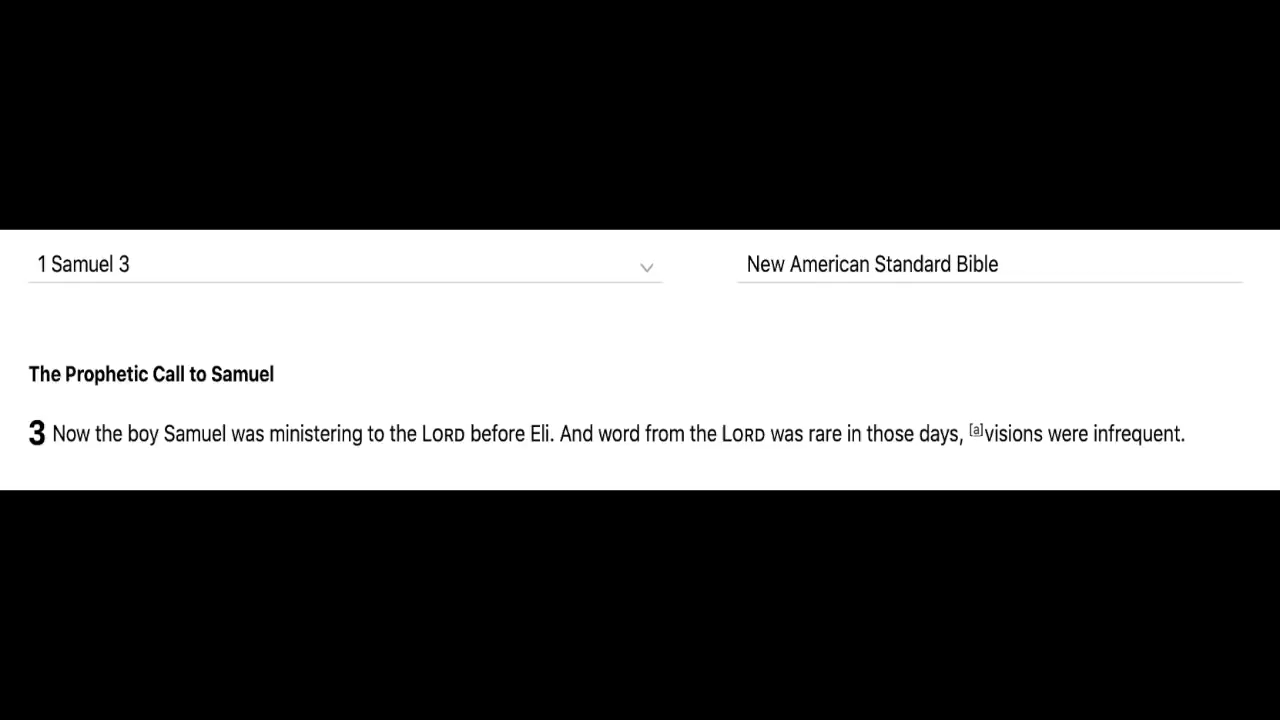 1 Samuel 3
New American Standard Bible
The Prophetic Call to Samuel
3 Now the boy Samuel was ministering to the LORD before Eli. And word from the LORD was rare in those days, [a]visions were infrequent.